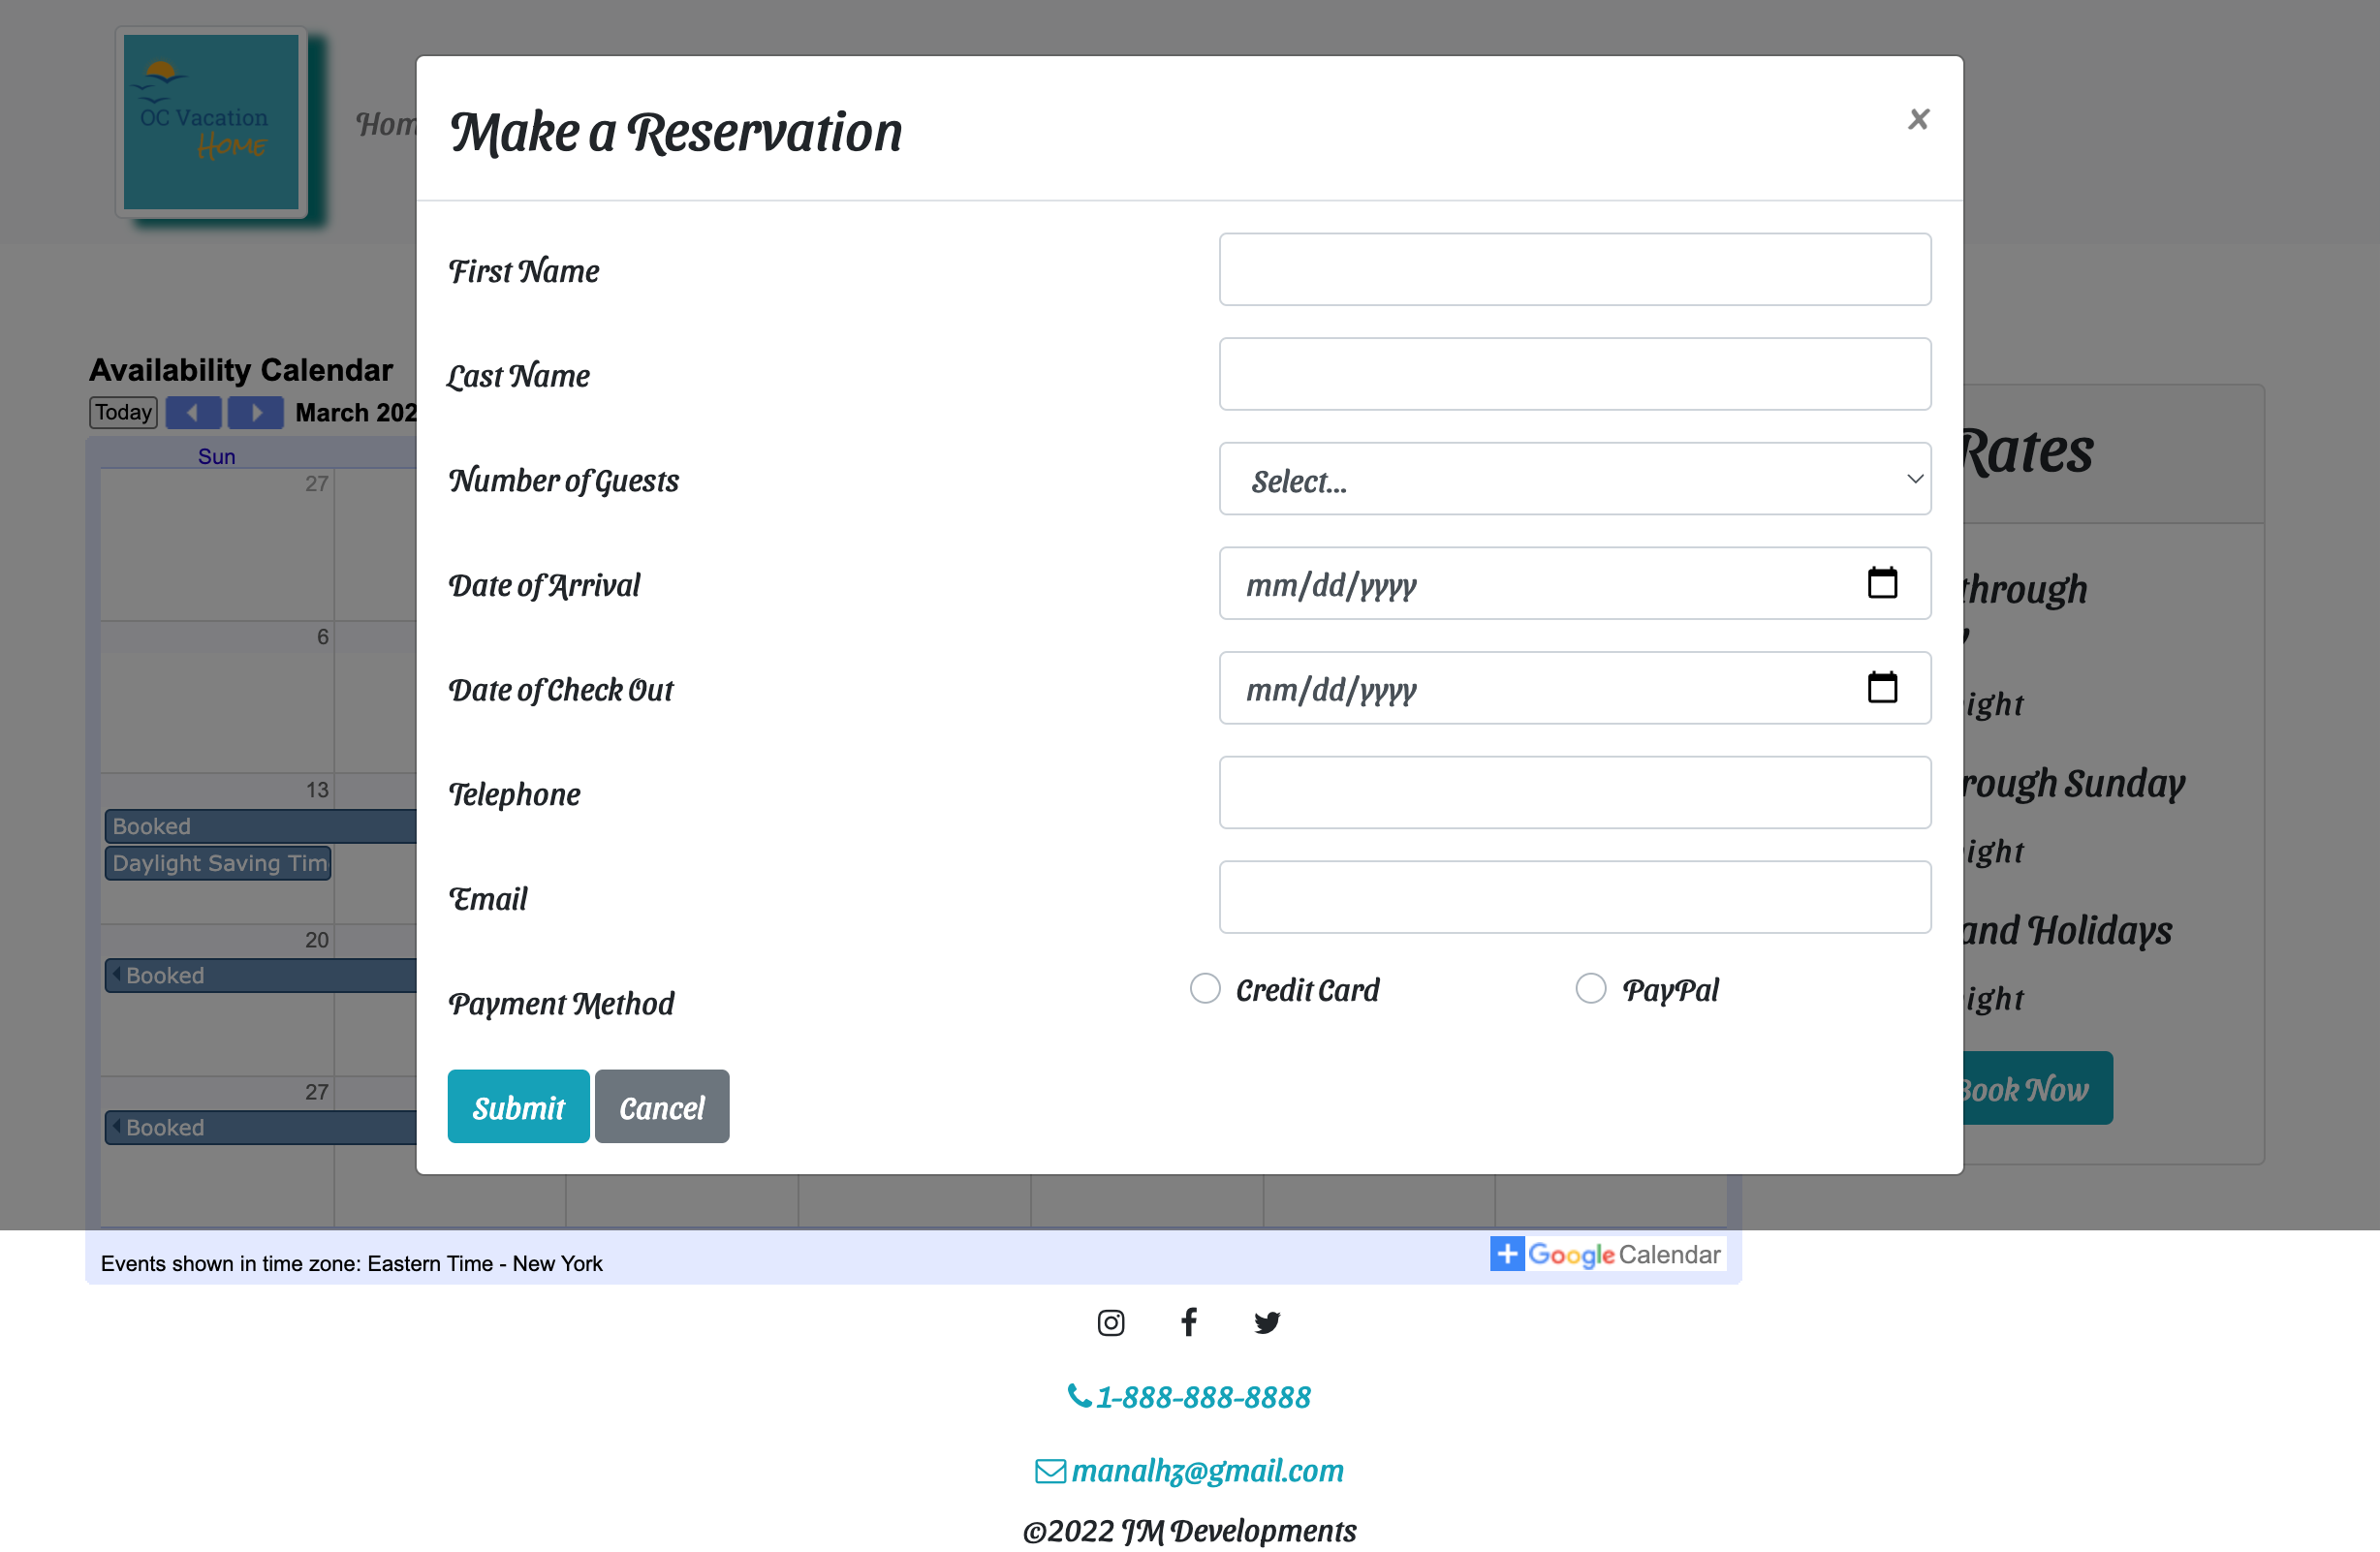 OC Vacation
HOME
Hom
Make a Reservation
×
First Name
Last Name
Number of Guests
Select...
Date of Arrival
mm/dd/yyyy
Date of Check Out
mm/dd/yyyy
Telephone
Email
Payment Method
Credit Card
PayPal
Submit
Cancel
Availability Calendar
Today
March 202
Sun
27
6
13
Booked
Daylight Saving Tim
20
Booked
27
Booked
Rates
through
y
ight
rough Sunday
ight
and Holidays
ight
Book Now
Events shown in time zone: Eastern Time - New York
Google Calendar
1-888-888-8888
manalhz@gmail.com
©2022 JM Developments